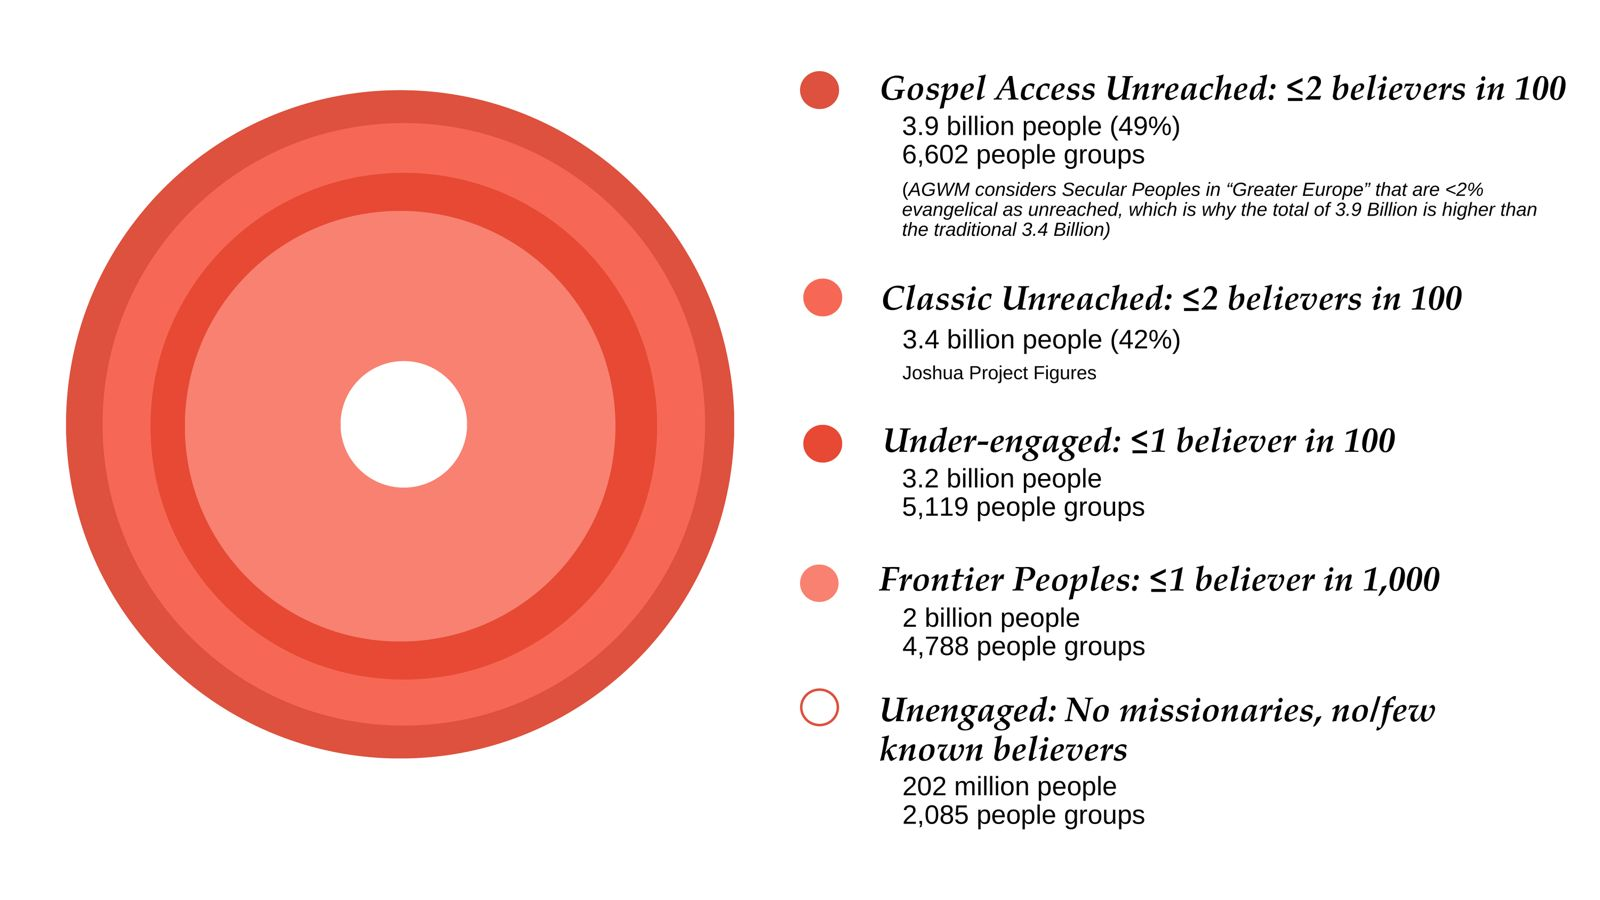 Gospel Access Unreached: ≤2 believers in 100
3.9 billion people (49%)
6,602 people groups
(AGWM considers Secular Peoples in “Greater Europe” that are <2%
evangelical as unreached, which is why the total of 3.9 Billion is higher than
the traditional 3.4 Billion)
Classic Unreached: ≤2 believers in 100
3.4 billion people (42%)
Joshua Project Figures
Under-engaged: ≤1 believer in 100
3.2 billion people
5,119 people groups
Frontier Peoples: ≤1 believer in 1,000
2 billion people
4,788 people groups
Unengaged: No missionaries, no/few
known believers
202 million people
2,085 people groups